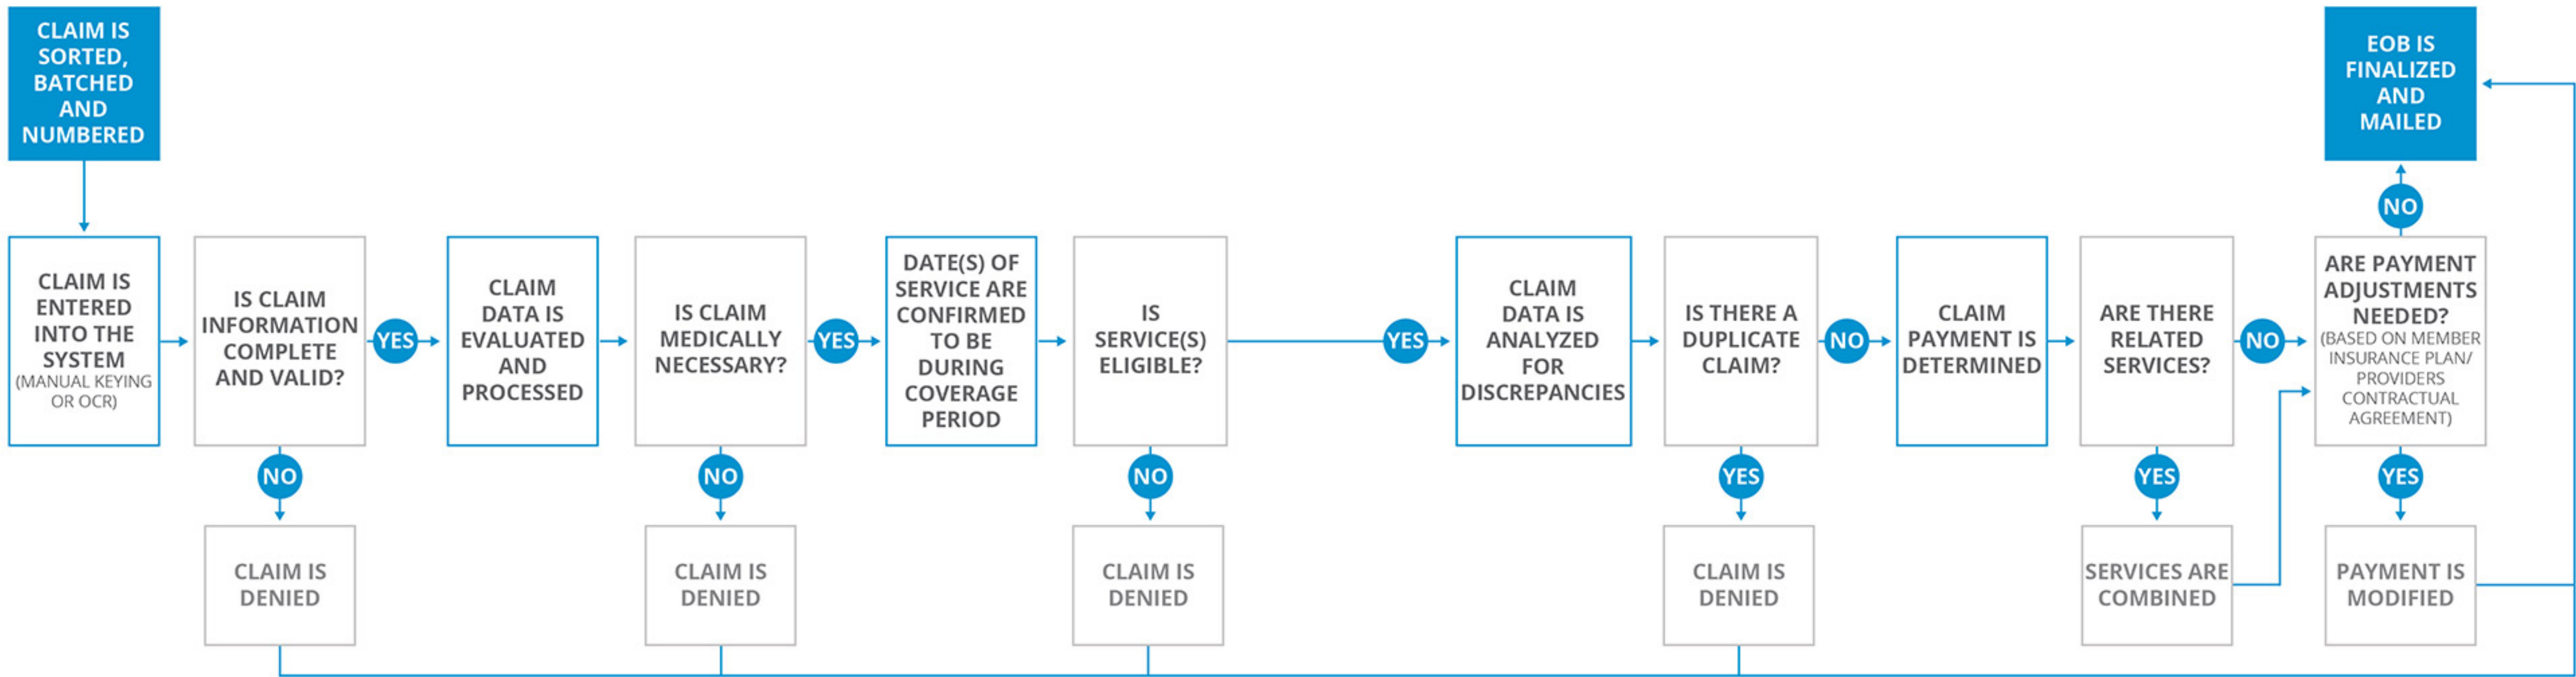 CLAIM IS
SORTED,
BATCHED
AND
NUMBERED
EOB IS
FINALIZED
AND
MAILED
NO
CLAIM IS
ENTERED
INTO THE
SYSTEM
(MANUAL KEYING
OR OCR)
IS CLAIM
INFORMATION
COMPLETE
AND VALID?
YES
CLAIM
DATA IS
EVALUATED
AND
PROCESSED
IS CLAIM
MEDICALLY
NECESSARY?
YES
DATE(S) OF
SERVICE ARE
CONFIRMED
TO BE
DURING
COVERAGE
PERIOD
IS
SERVICE(S)
ELIGIBLE?
YES
CLAIM
DATA IS
ANALYZED
FOR
DISCREPANCIES
IS THERE A
DUPLICATE
CLAIM?
NO
CLAIM
PAYMENT IS
DETERMINED
ARE THERE
RELATED
SERVICES?
NO
ARE PAYMENT
ADJUSTMENTS
NEEDED?
(BASED ON MEMBER
INSURANCE PLAN/
PROVIDERS
CONTRACTUAL
AGREEMENT)
NO
NO
NO
YES
YES
YES
CLAIM IS
DENIED
CLAIM IS
DENIED
CLAIM IS
DENIED
CLAIM IS
DENIED
SERVICES ARE
COMBINED
PAYMENT IS
MODIFIED